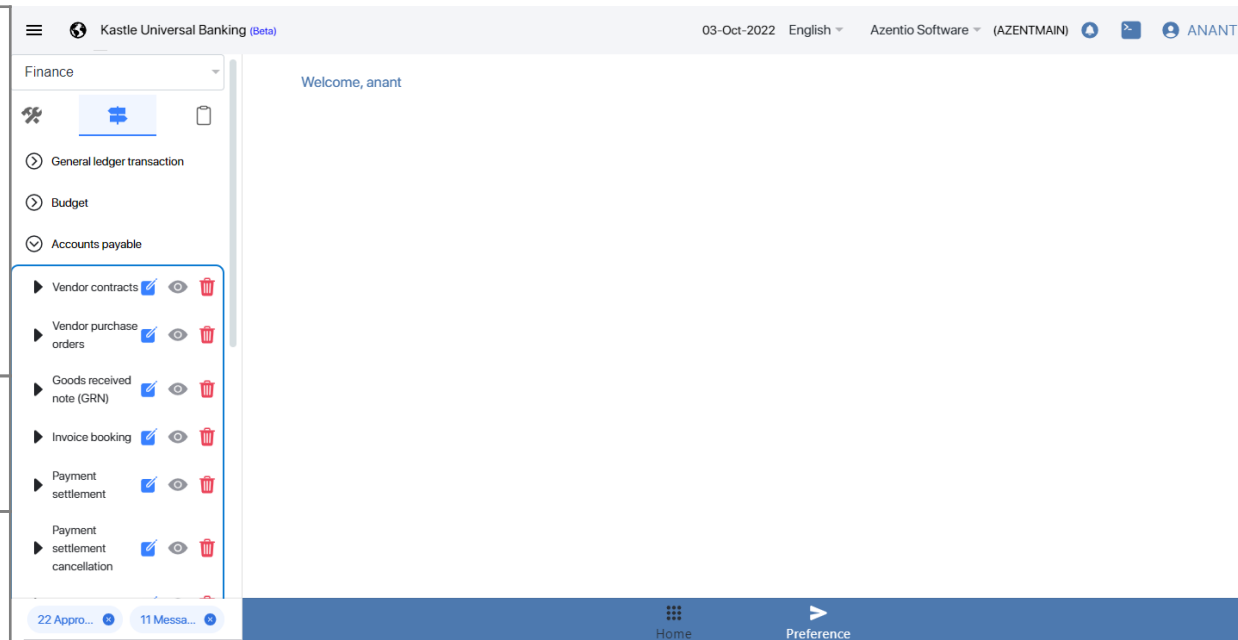 Kastle Universal Banking (Beta)
03-Oct-2022 English Azentio Software (AZENTMAIN) ANANT
Finance
Welcome, anant
General ledger transaction
Budget
Accounts payable
Vendor contracts
Vendor purchase
orders
Goods received
note (GRN)
Invoice booking
Payment
settlement
Payment
settlement
cancellation
22 Appro... 11 Messa...
Home Preference